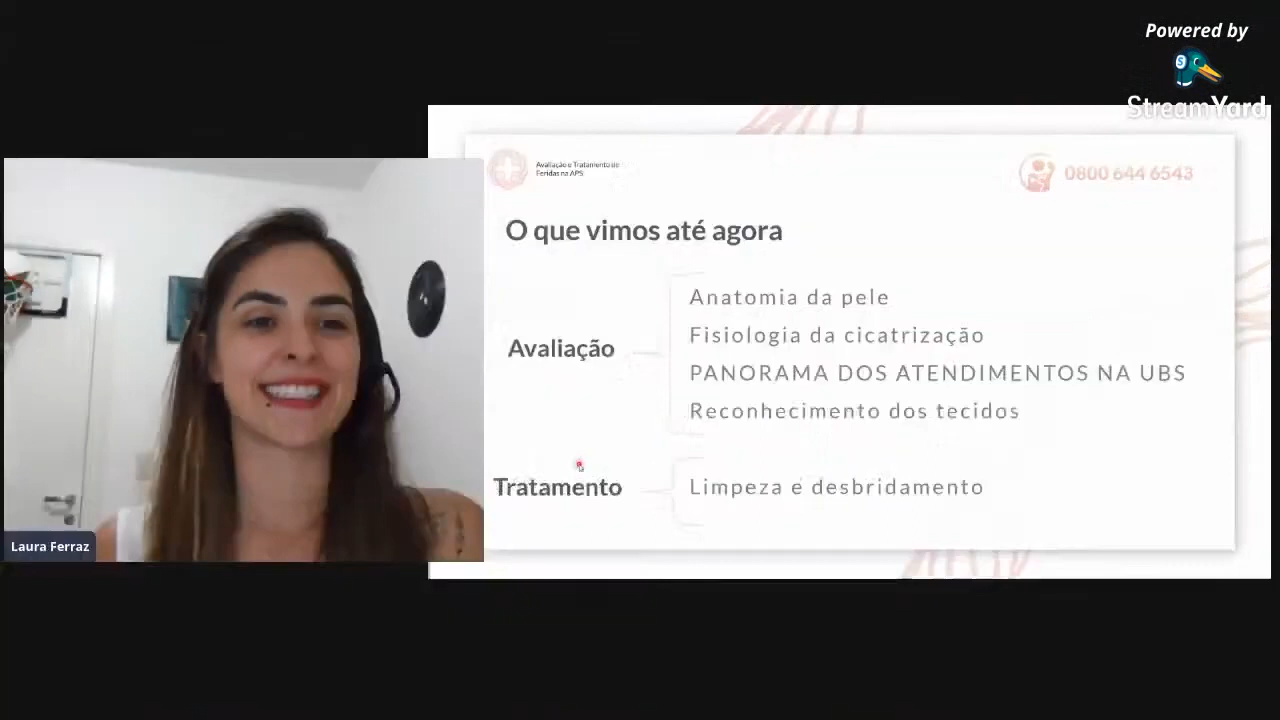 Powered by
StreamYard
Avaliação e Tratamento de
Feridas na APS
0800 644 6543
O que vimos até agora
Avaliação
Anatomia da pele
Fisiologia da cicatrização
PANORAMA DOS ATENDIMENTOS NA UBS
Reconhecimento dos tecidos
Tratamento
Limpeza e desbridamento
Laura Ferraz